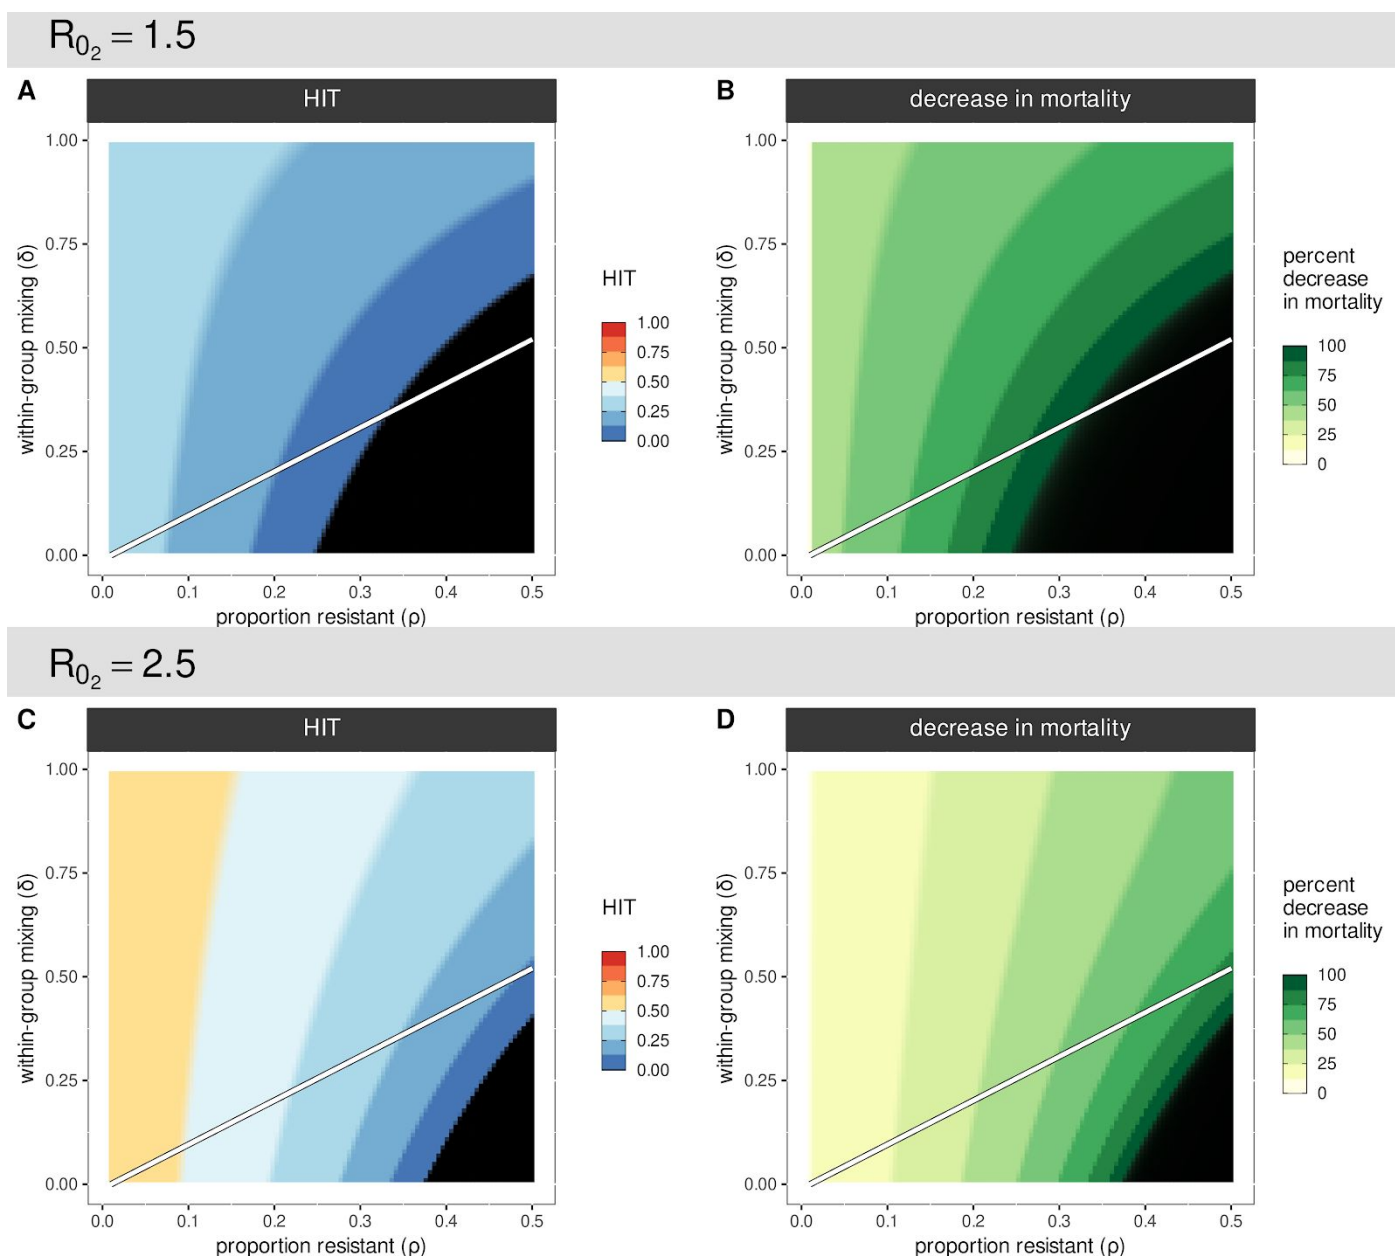 R₀₂ = 1.5
A
HIT
1.00
0.75
0.50
0.25
0.00
within-group mixing (δ)
0.0 0.1 0.2 0.3 0.4 0.5
proportion resistant (ρ)
HIT
1.00
0.75
0.50
0.25
0.00
B
decrease in mortality
1.00
0.75
0.50
0.25
0.00
within-group mixing (δ)
0.0 0.1 0.2 0.3 0.4 0.5
proportion resistant (ρ)
percent
decrease
in mortality
100
75
50
25
0
R₀₂ = 2.5
C
HIT
1.00
0.75
0.50
0.25
0.00
within-group mixing (δ)
0.0 0.1 0.2 0.3 0.4 0.5
proportion resistant (ρ)
HIT
1.00
0.75
0.50
0.25
0.00
D
decrease in mortality
1.00
0.75
0.50
0.25
0.00
within-group mixing (δ)
0.0 0.1 0.2 0.3 0.4 0.5
proportion resistant (ρ)
percent
decrease
in mortality
100
75
50
25
0